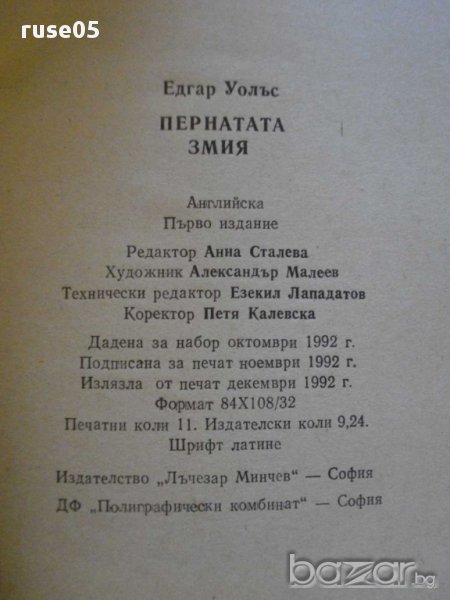 ruse05
Едгар Уолъс
ПЕРНАТАТА
ЗМИЯ
Английска
Първо издание
Редактор Анна Сталева
Художник Александър Малеев
Технически редактор Езекил Лападатов
Коректор Петя Калевска
Дадена за набор октомври 1992 г.
Подписана за печат ноември 1992 г.
Излязла от печат декември 1992 г.
Формат 84X108/32
Печатни коли 11. Издателски коли 9,24.
Шрифт латине
Издателство „Лъчезар Минчев" — София
ДФ „Полиграфически комбинат" — София
bazar.bg